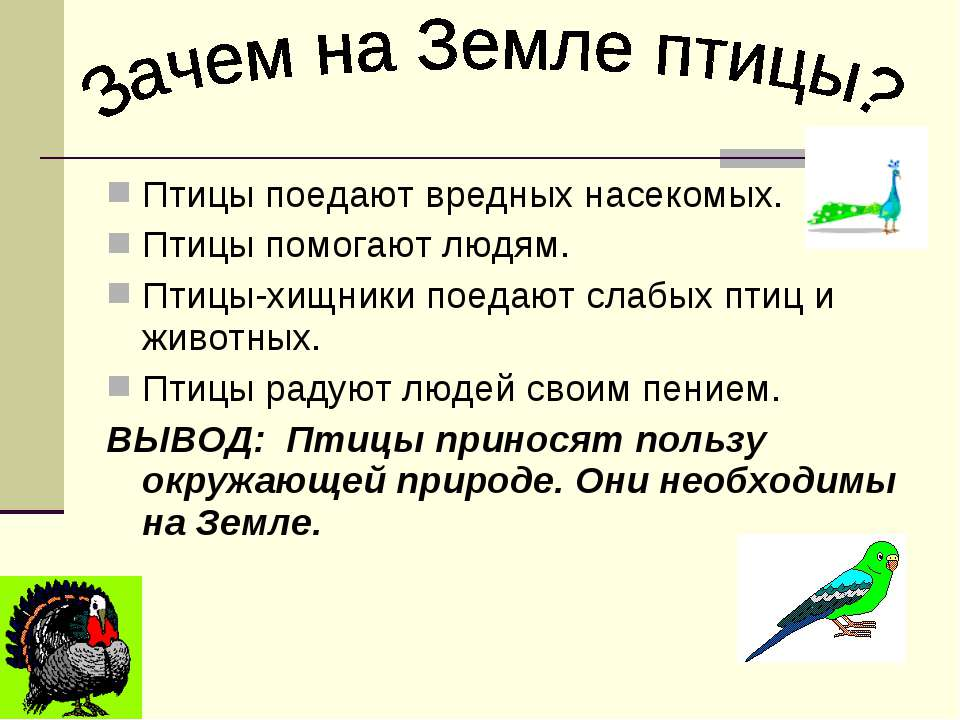 Зачем на Земле птицы?
Птицы поедают вредных насекомых.
Птицы помогают людям.
Птицы-хищники поедают слабых птиц и
животных.
Птицы радуют людей своим пением.
ВЫВОД: Птицы приносят пользу
окружающей природе. Они необходимы
на Земле.